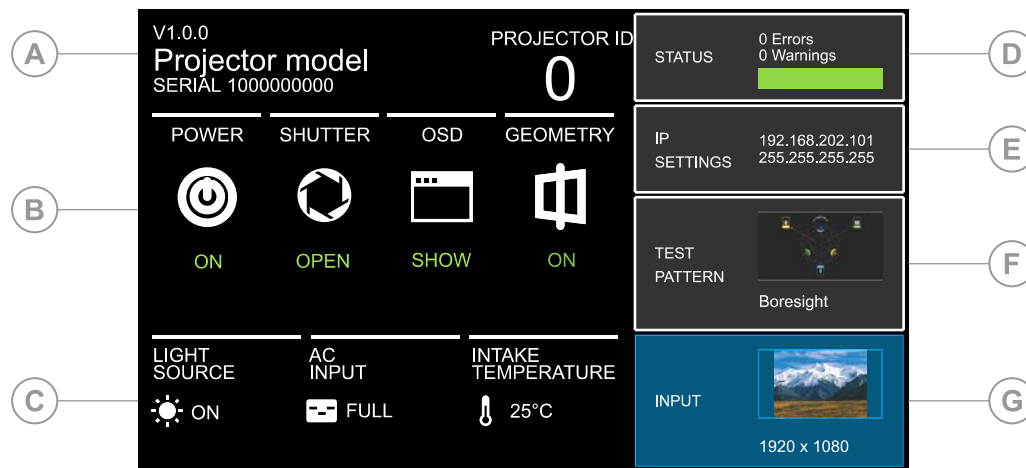 A
V1.0.0
Projector model
SERIAL 1000000000
PROJECTOR ID
0
B
POWER
ON
SHUTTER
OPEN
OSD
SHOW
GEOMETRY
ON
C
LIGHT
SOURCE
ON
AC
INPUT
FULL
INTAKE
TEMPERATURE
25°C
D
STATUS
0 Errors
0 Warnings
E
IP
SETTINGS
192.168.202.101
255.255.255.255
F
TEST
PATTERN
Boresight
G
INPUT
1920 x 1080